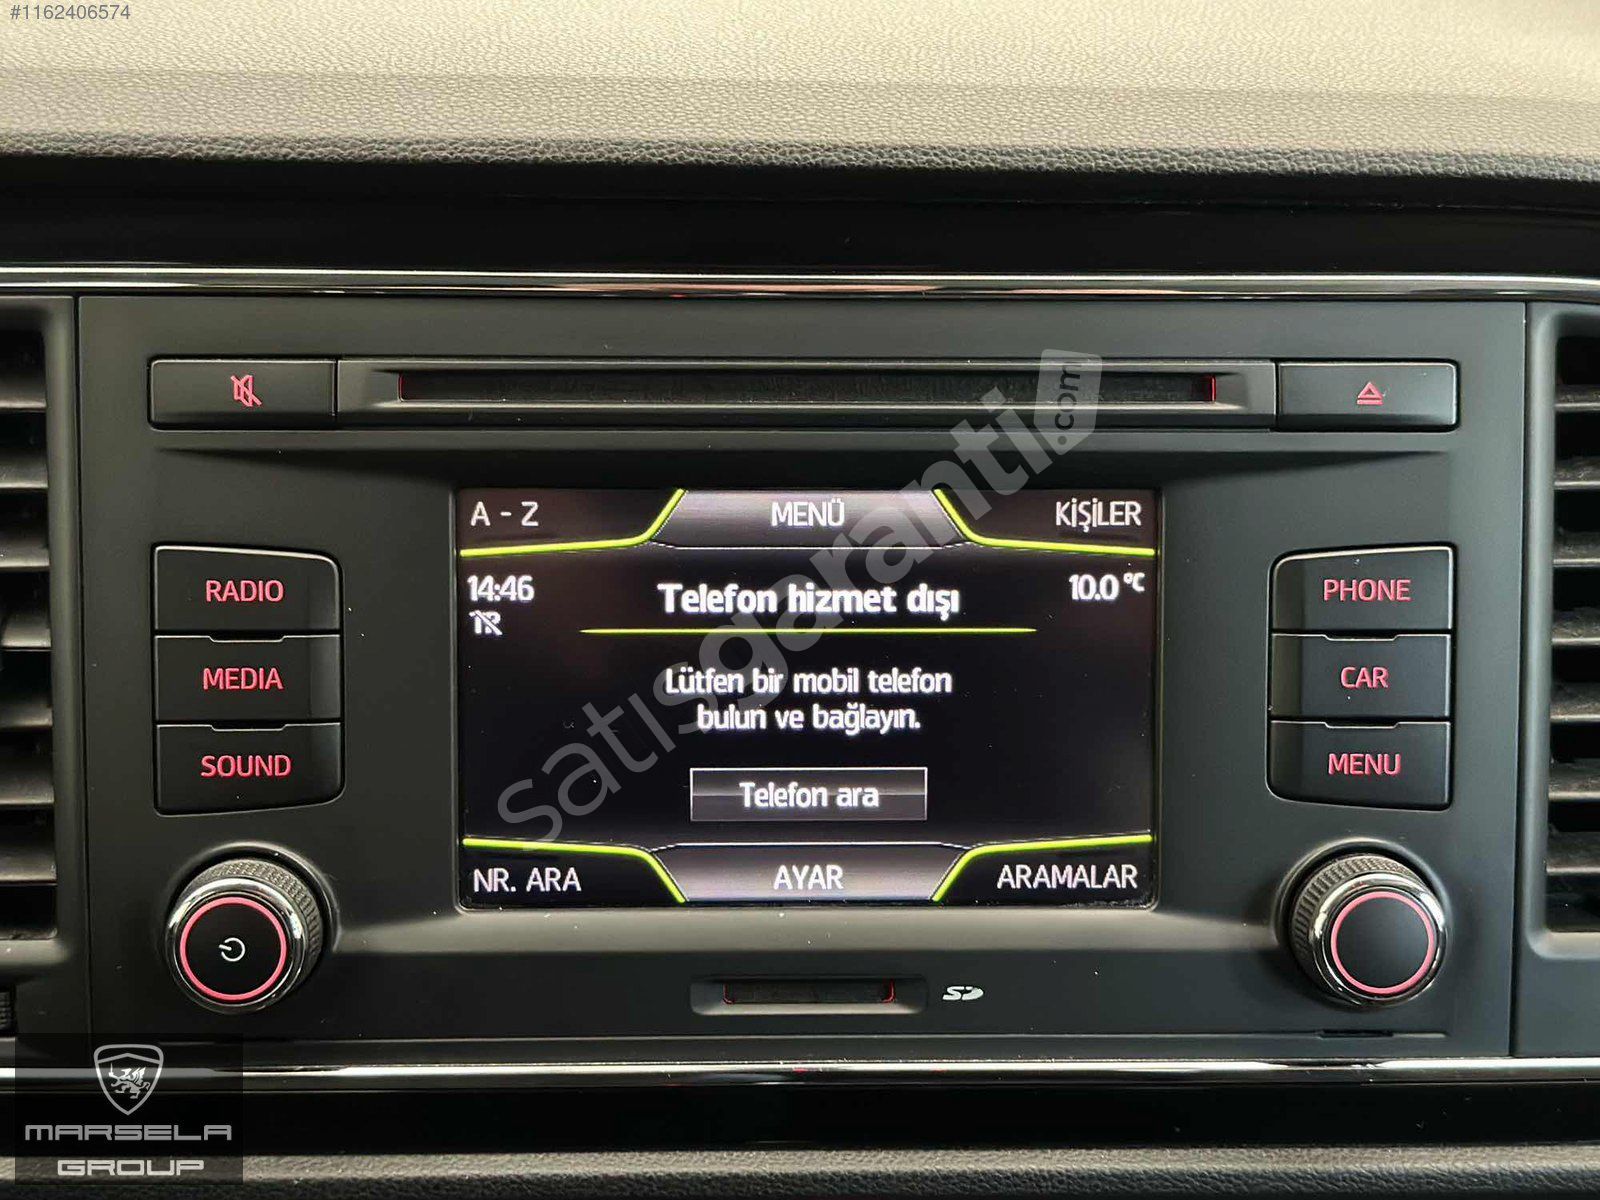 #1162406574
A - Z
MENÜ
KİŞİLER
14:46
10.0 °C
Telefon hizmet dışı
Lütfen bir mobil telefon
bulun ve bağlayın.
Telefon ara
NR. ARA
AYAR
ARAMALAR
RADIO
MEDIA
SOUND
PHONE
CAR
MENU
SD
satisgaranti.com
MARSELA
GROUP